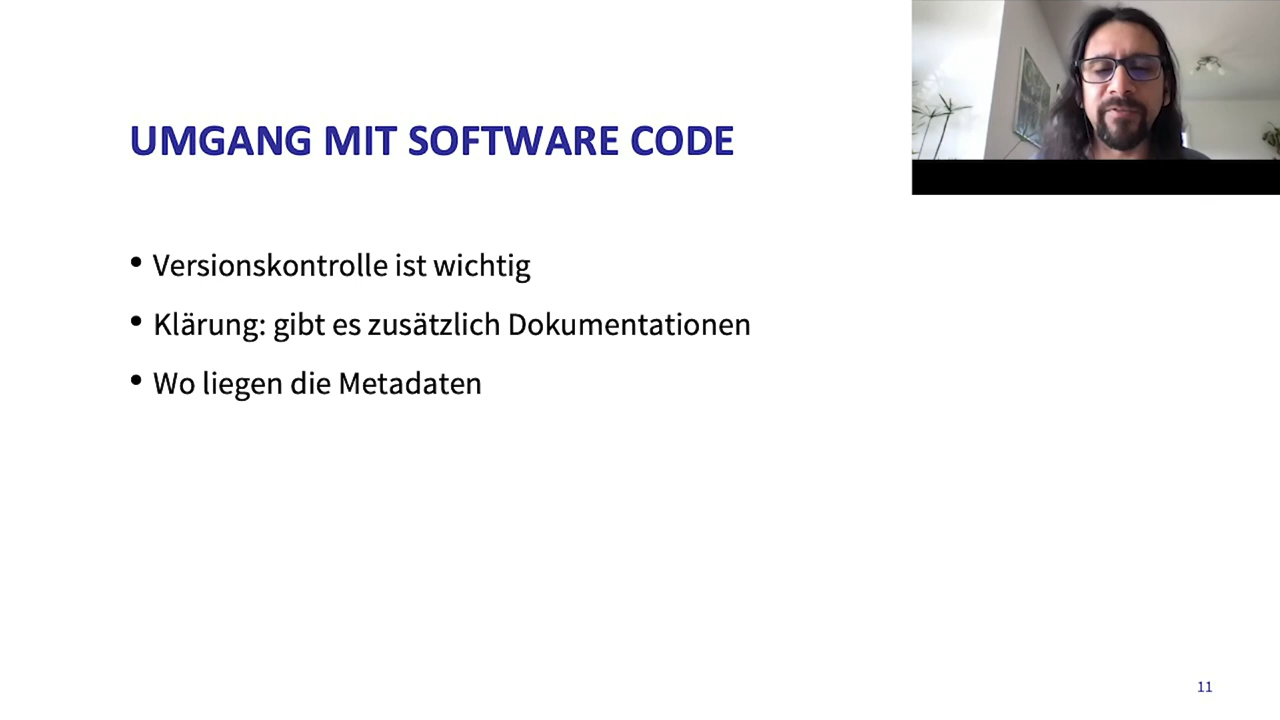 UMGANG MIT SOFTWARE CODE
• Versionskontrolle ist wichtig
• Klärung: gibt es zusätzlich Dokumentationen
• Wo liegen die Metadaten
11